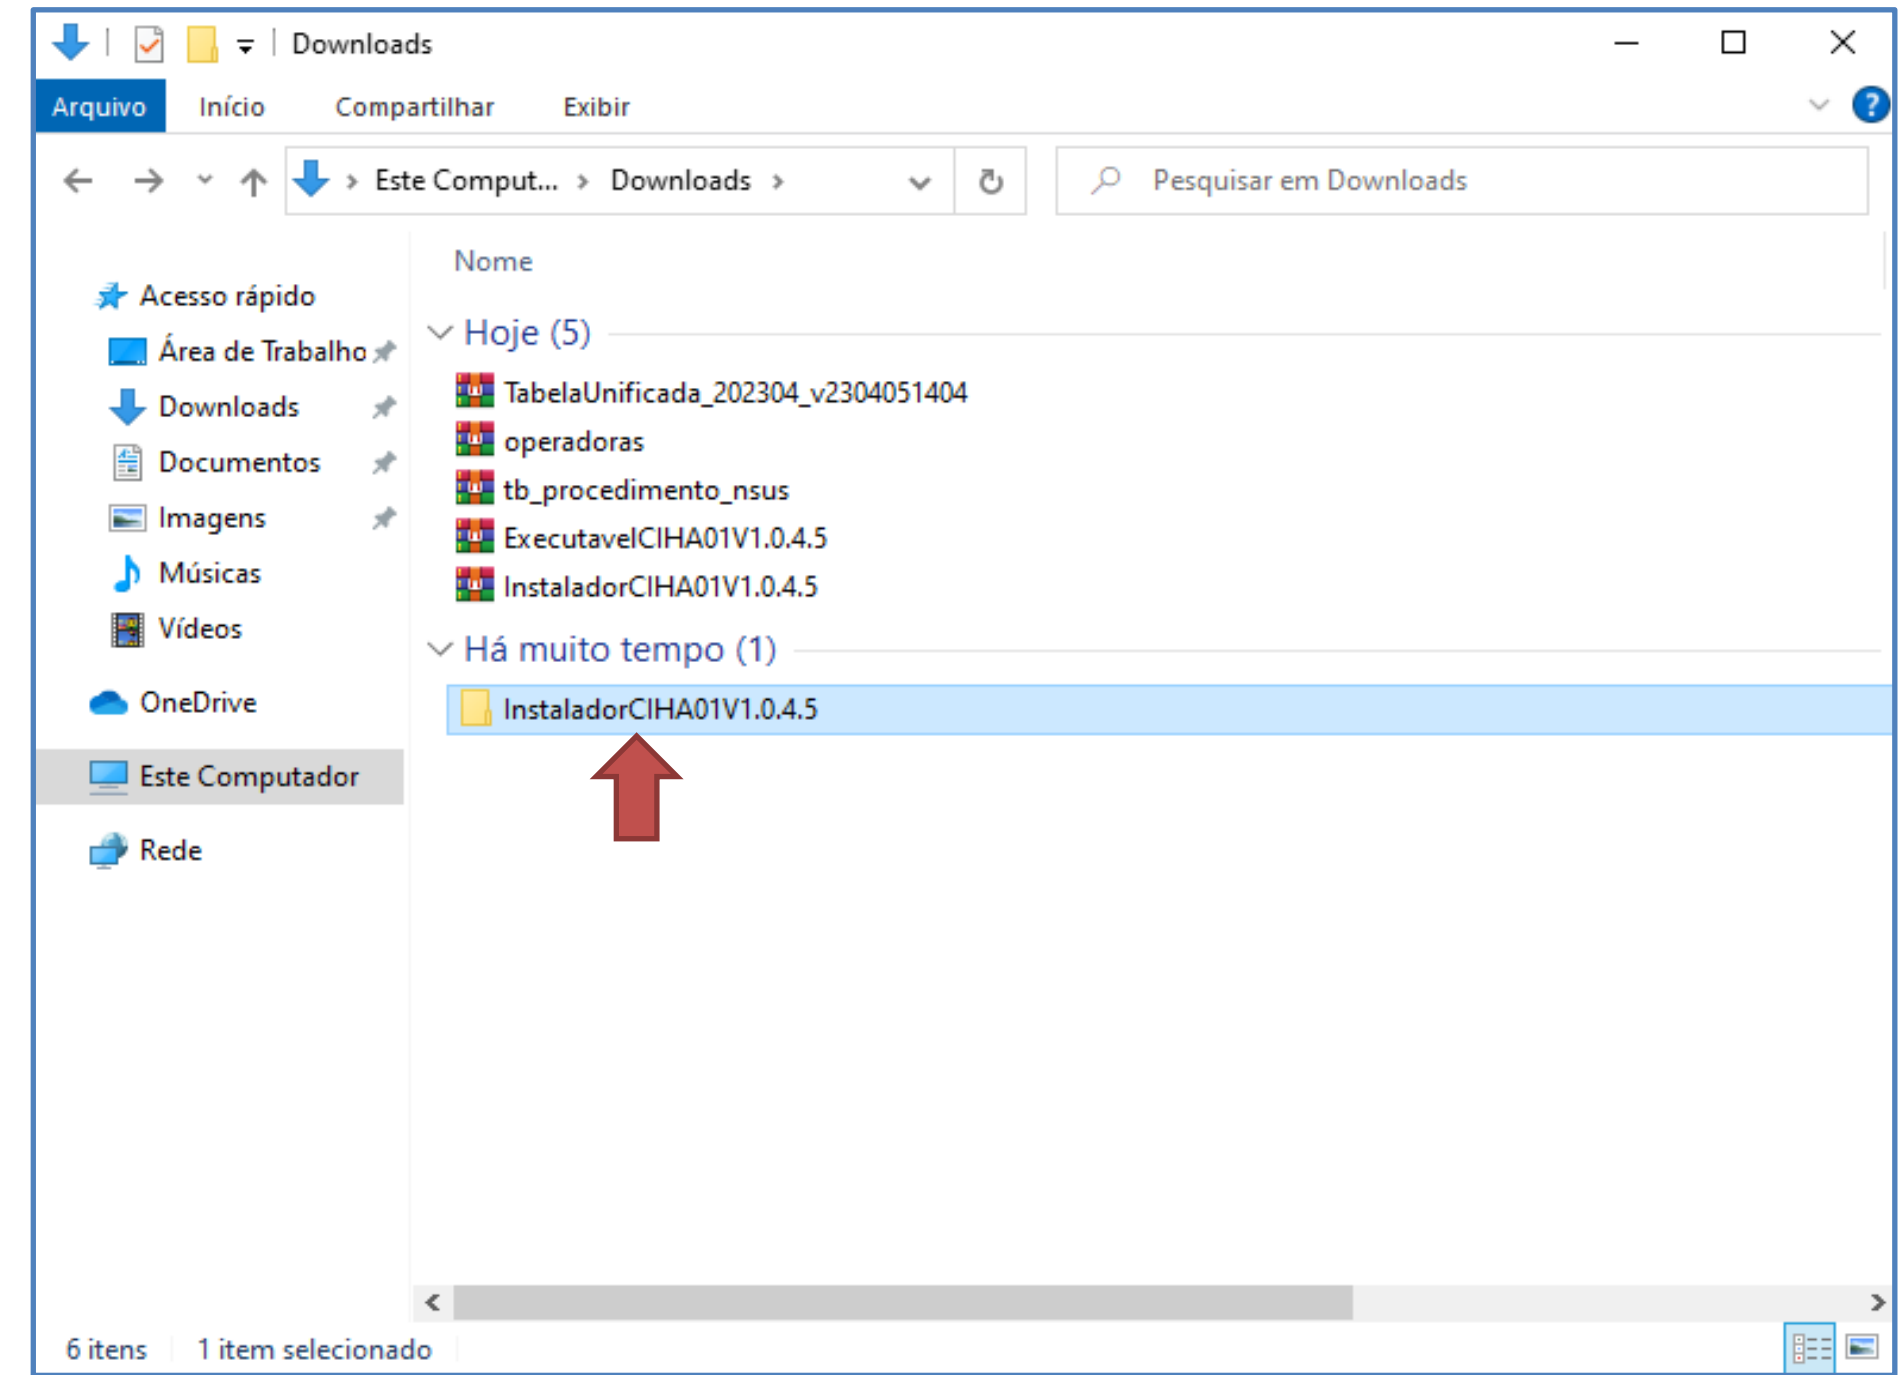 Downloads
Arquivo Início Compartilhar Exibir
Este Comput... Downloads
Pesquisar em Downloads
Nome
Acesso rápido
Área de Trabalho
Downloads
Documentos
Imagens
Músicas
Vídeos
OneDrive
Este Computador
Rede
Hoje (5)
TabelaUnificada_202304_v2304051404
operadoras
tb_procedimento_nsus
ExecutavelCIHA01V1.0.4.5
InstaladorCIHA01V1.0.4.5
Há muito tempo (1)
InstaladorCIHA01V1.0.4.5
6 itens 1 item selecionado